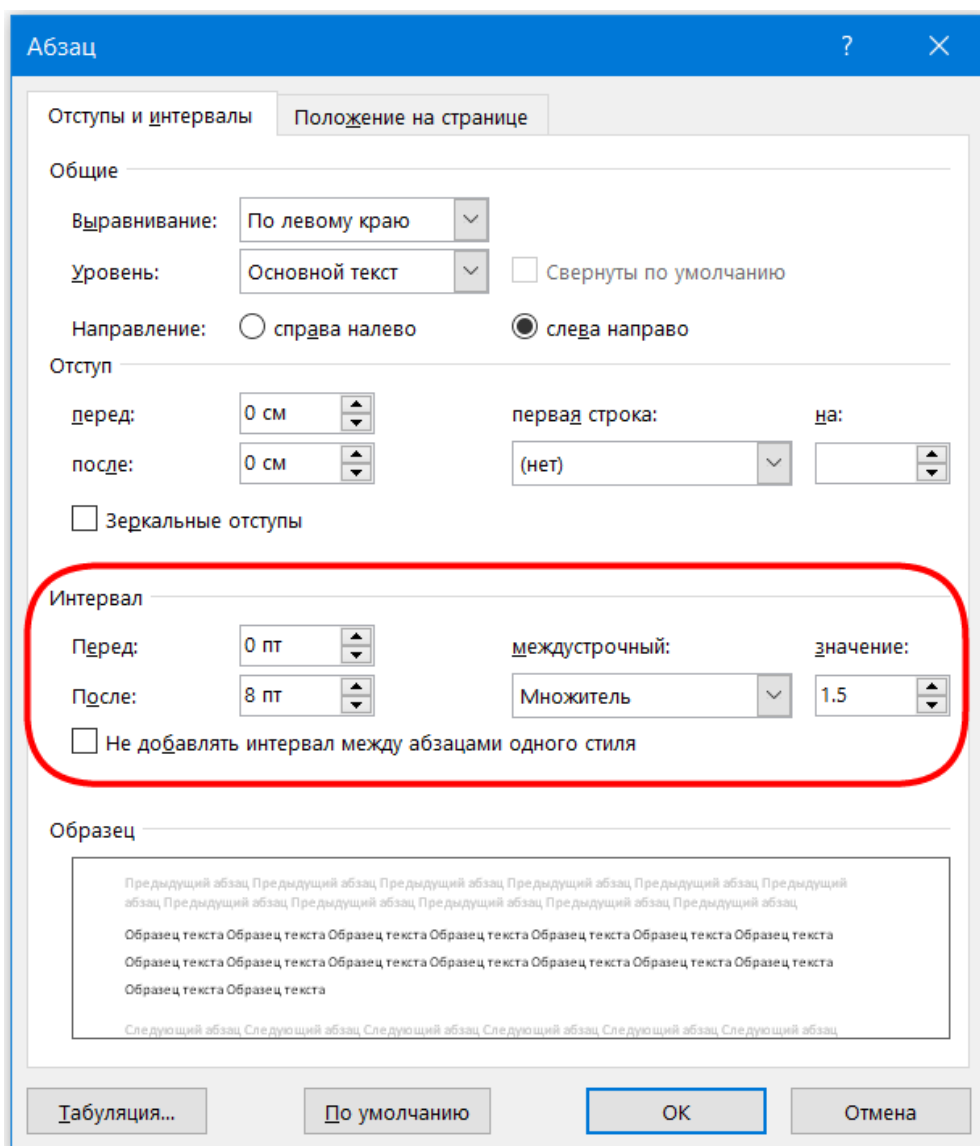 Абзац ?
Отступы и интервалы Положение на странице
Общие
Выравнивание: По левому краю
Уровень: Основной текст Свернуты по умолчанию
Направление: справа налево слева направо
Отступ
перед: 0 см первая строка: на:
после: 0 см (нет)
Зеркальные отступы
Интервал
Перед: 0 пт междустрочный: значение:
После: 8 пт Множитель 1.5
Не добавлять интервал между абзацами одного стиля
Образец
Предыдущий абзац Предыдущий абзац Предыдущий абзац Предыдущий абзац Предыдущий абзац Предыдущий
абзац Предыдущий абзац Предыдущий абзац Предыдущий абзац Предыдущий абзац Предыдущий абзац
Образец текста Образец текста Образец текста Образец текста Образец текста Образец текста Образец текста
Образец текста Образец текста Образец текста Образец текста Образец текста Образец текста Образец текста
Образец текста Образец текста
Следующий абзац Следующий абзац Следующий абзац Следующий абзац Следующий абзац Следующий абзац
Табуляция... По умолчанию ОК Отмена